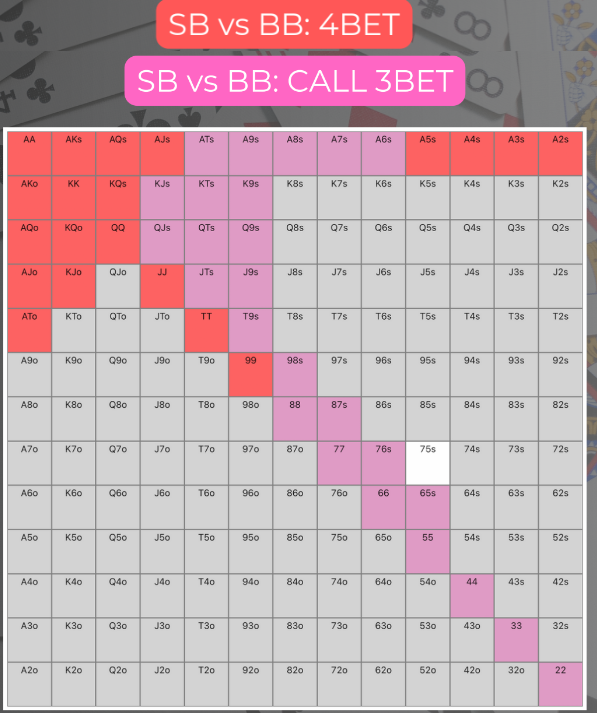 SB vs BB: 4BET
SB vs BB: CALL 3BET
AA AKs AQs AJs ATs A9s A8s A7s A6s A5s A4s A3s A2s
AKo KK KQs KJs KTs K9s K8s K7s K6s K5s K4s K3s K2s
AQo KQo QQ QJs QTs Q9s Q8s Q7s Q6s Q5s Q4s Q3s Q2s
AJo KJo QJo JJ JTs J9s J8s J7s J6s J5s J4s J3s J2s
ATo KTo QTo JTo TT T9s T8s T7s T6s T5s T4s T3s T2s
A9o K9o Q9o J9o T9o 99 98s 97s 96s 95s 94s 93s 92s
A8o K8o Q8o J8o T8o 98o 88 87s 86s 85s 84s 83s 82s
A7o K7o Q7o J7o T7o 97o 87o 77 76s 75s 74s 73s 72s
A6o K6o Q6o J6o T6o 96o 86o 76o 66 65s 64s 63s 62s
A5o K5o Q5o J5o T5o 95o 85o 75o 65o 55 54s 53s 52s
A4o K4o Q4o J4o T4o 94o 84o 74o 64o 54o 44 43s 42s
A3o K3o Q3o J3o T3o 93o 83o 73o 63o 53o 43o 33 32s
A2o K2o Q2o J2o T2o 92o 82o 72o 62o 52o 42o 32o 22